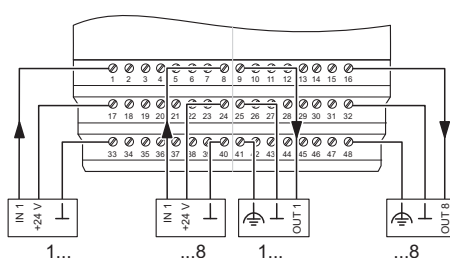 1 2 3 4 5 6 7 8 9 10 11 12 13 14 15 16
17 18 19 20 21 22 23 24 25 26 27 28 29 30 31 32
33 34 35 36 37 38 39 40 41 42 43 44 45 46 47 48
IN 1
+24 V
IN 1
+24 V
OUT 1
OUT 8
1... ...8 1... ...8